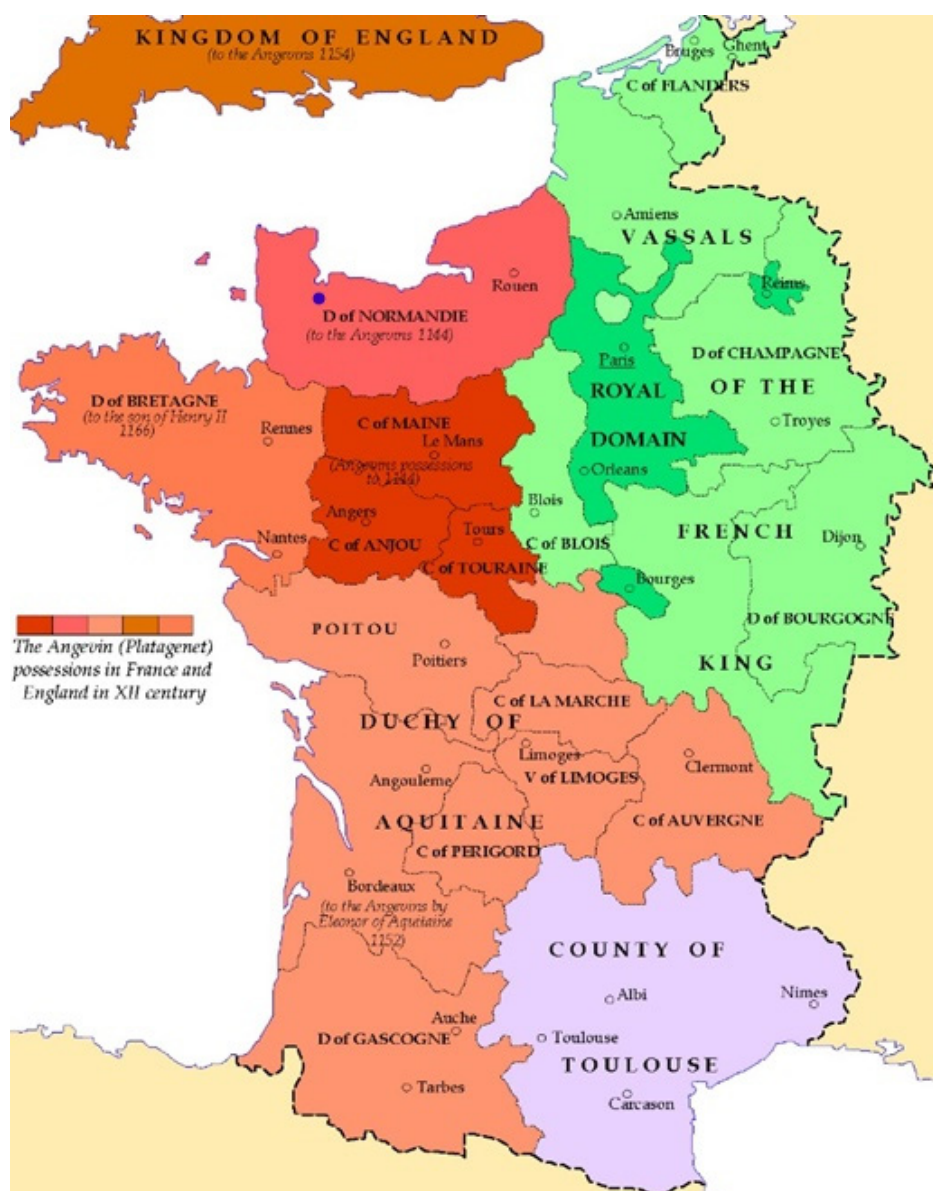 KINGDOM OF ENGLAND
(to the Angevins 1154)
Bruges
Ghent
C of FLANDERS
Amiens
VASSALS
Rouen
Reims
D of NORMANDIE
(to the Angevins 1144)
Paris
D of CHAMPAGNE
ROYAL
OF THE
D of BRETAGNE
(to the son of Henry II
1166)
Rennes
C of MAINE
Le Mans
(Angevins possessions
to 1144)
Troyes
DOMAIN
Orleans
Angers
Blois
Tours
FRENCH
Dijon
Nantes
C of ANJOU
C of BLOIS
C of TOURAINE
Bourges
D of BOURGOGNE
POITOU
Poitiers
KING
The Angevin (Platagenet)
possessions in France and
England in XII century
C of LA MARCHE
DUCHY OF
Limoges
Clermont
Angouleme
V of LIMOGES
AQUITAINE
C of AUVERGNE
C of PERIGORD
Bordeaux
(to the Angevins by
Eleonor of Aquitaine
1152)
COUNTY OF
Albi
Nimes
Auche
D of GASCOGNE
Toulouse
TOULOUSE
Tarbes
Carcason